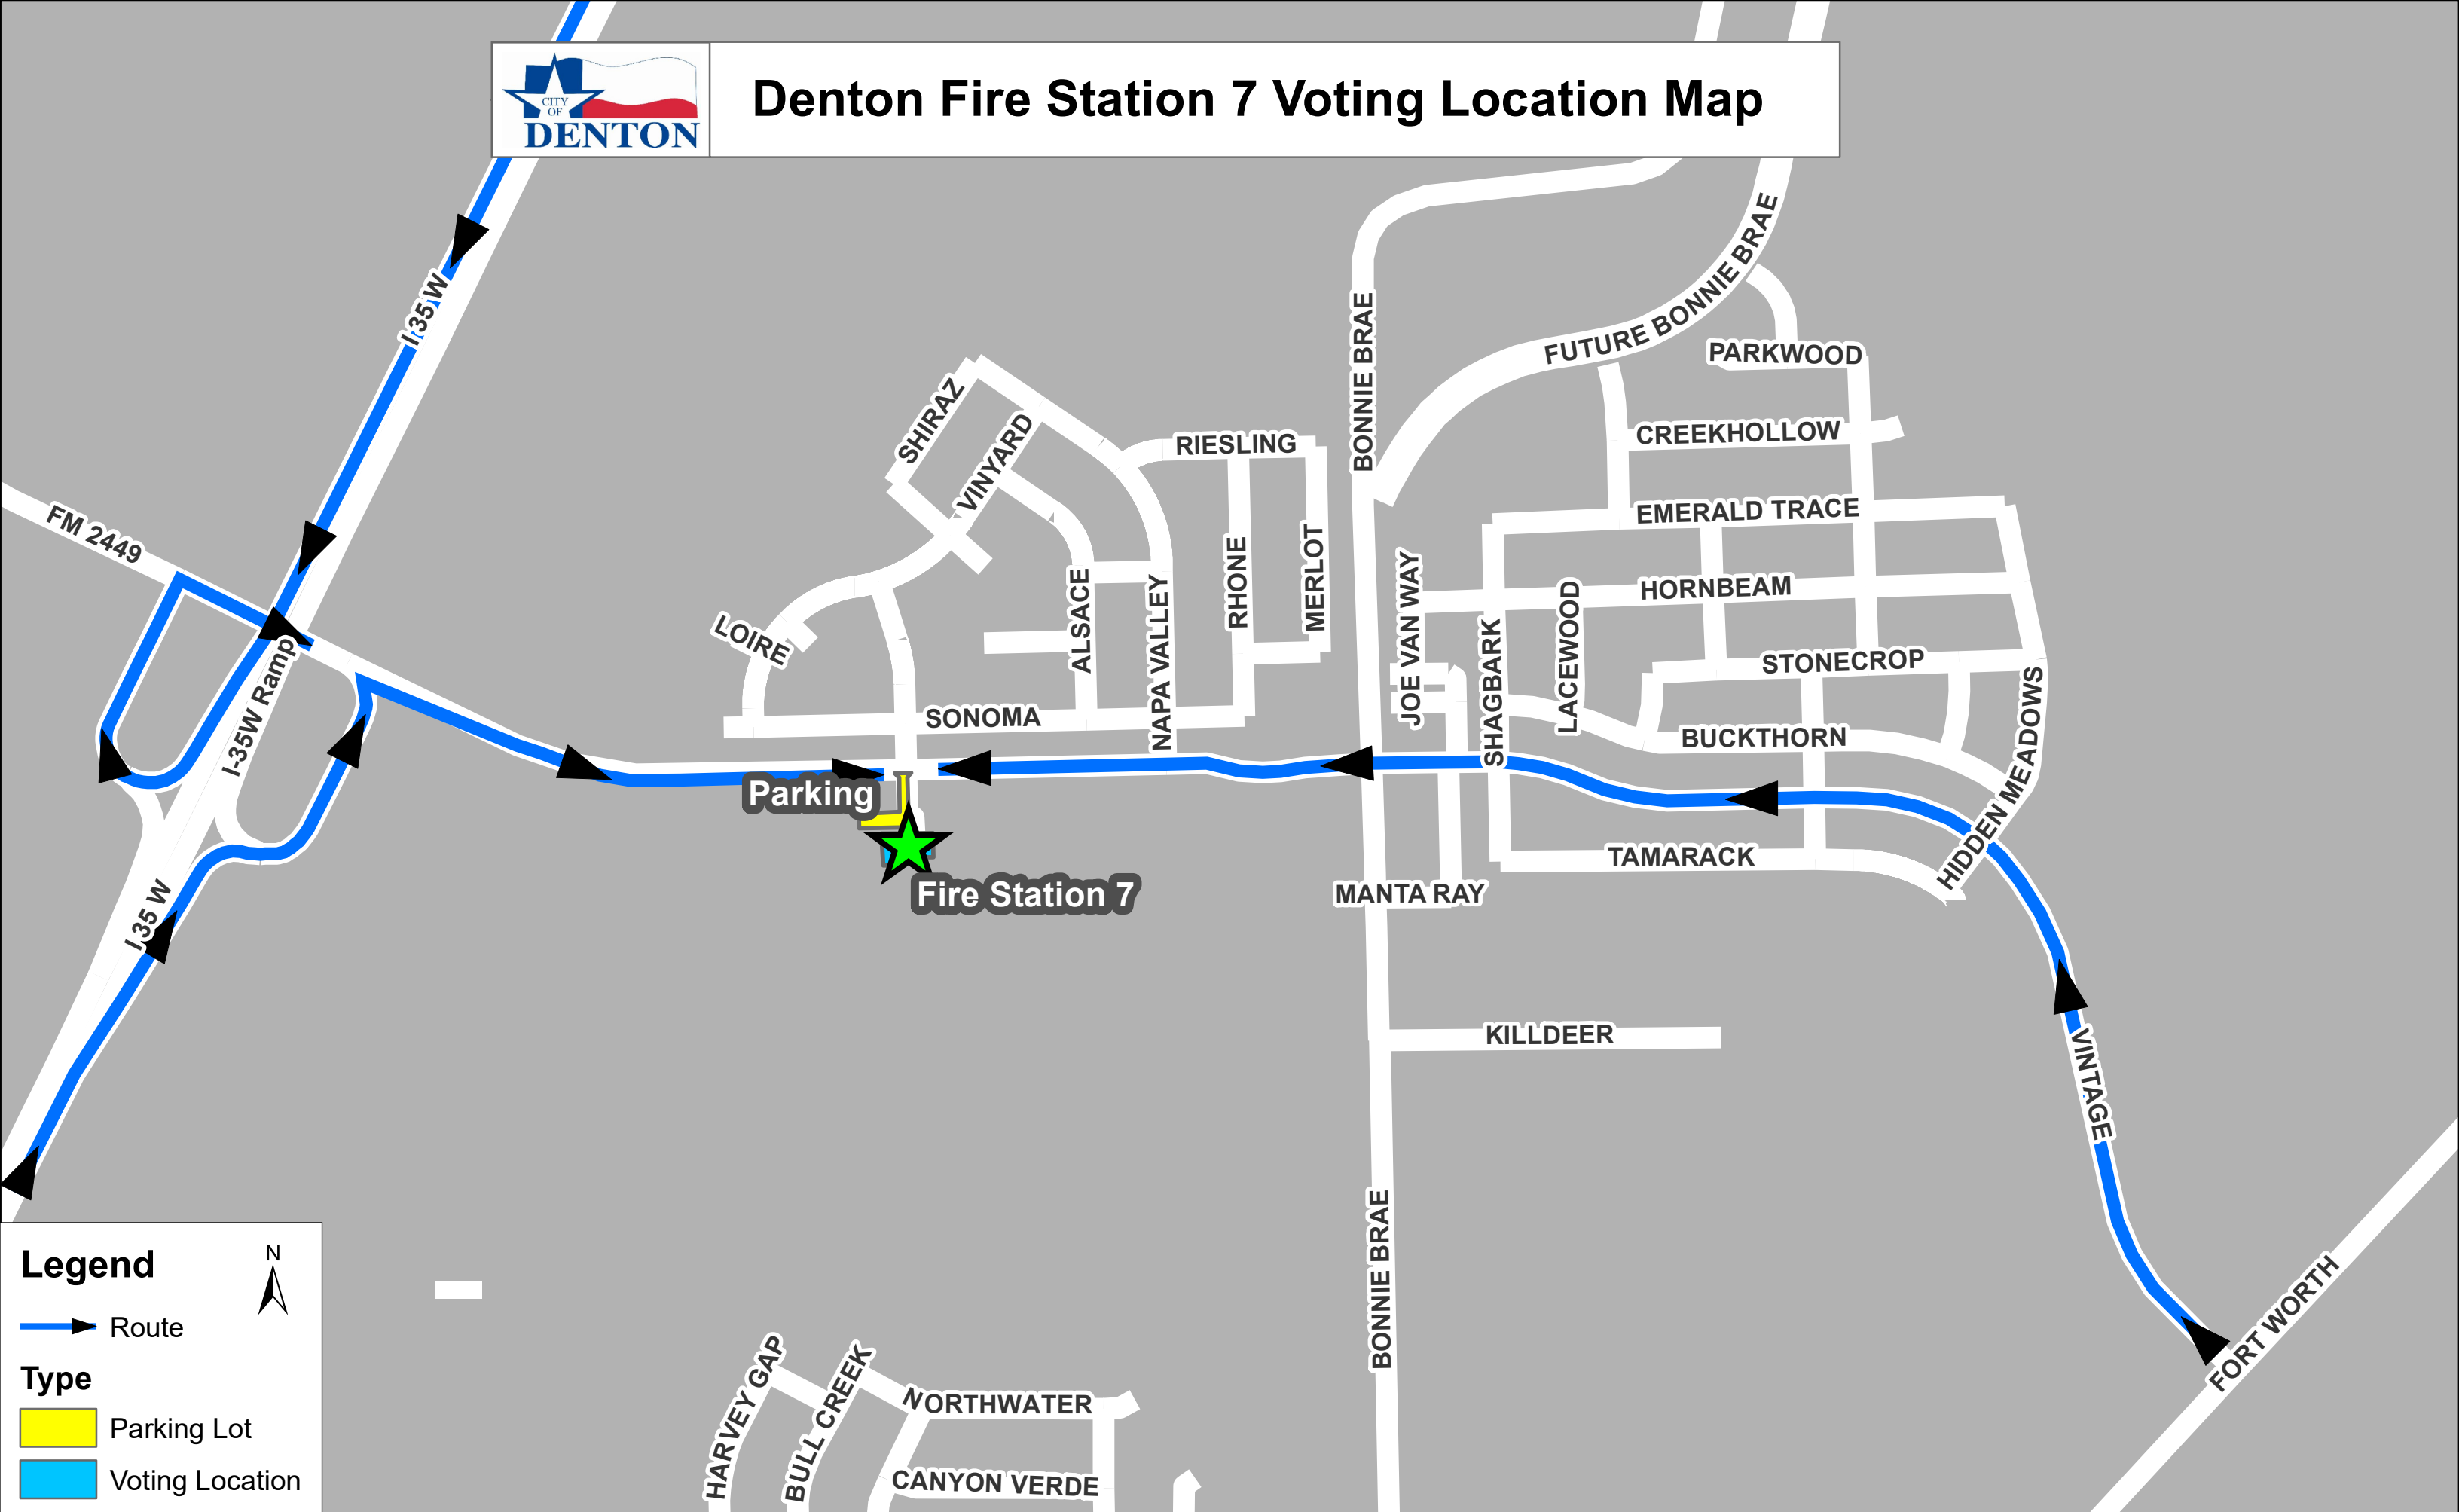 CITY
OF
DENTON
Denton Fire Station 7 Voting Location Map
I 35 W
FUTURE BONNIE BRAE
BONNIE BRAE
PARKWOOD
SHIRAZ
VINYARD
RIESLING
CREEKHOLLOW
FM 2449
EMERALD TRACE
RHONE
MERLOT
JOE VAN WAY
HORNBEAM
LACEWOOD
LOIRE
ALSACE
NAPA VALLEY
SHAGBARK
STONECROP
I-35W Ramp
SONOMA
BUCKTHORN
HIDDEN MEADOWS
Parking
TAMARACK
I 35 W
Fire Station 7
MANTA RAY
KILLDEER
VINTAGE
BONNIE BRAE
FORT WORTH
HARVEY GAP
BULL CREEK
NORTHWATER
CANYON VERDE
Legend
N
Route
Type
Parking Lot
Voting Location